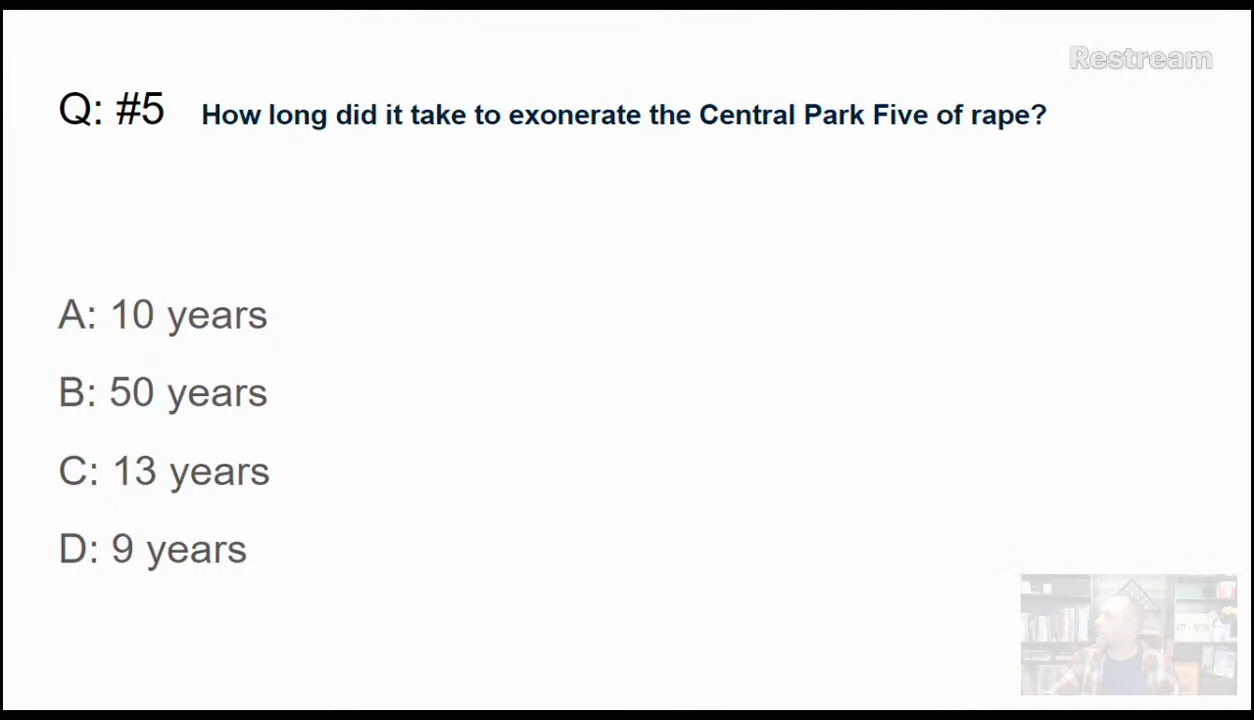 Restream
Q: #5 How long did it take to exonerate the Central Park Five of rape?
A: 10 years
B: 50 years
C: 13 years
D: 9 years